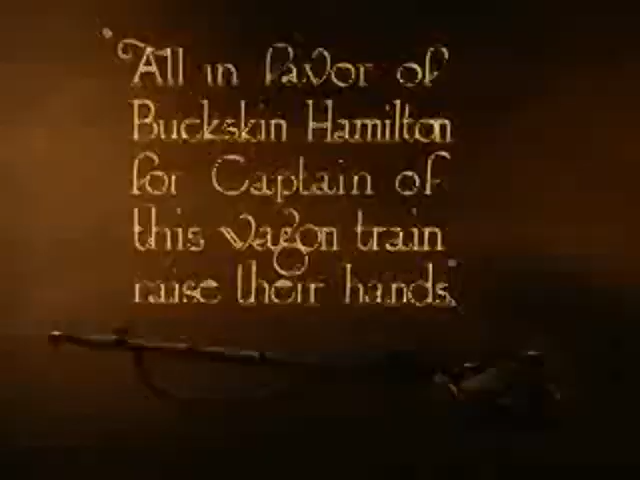 "All in favor of
Buckskin Hamilton
for Captain of
this wagon train
raise their hands."